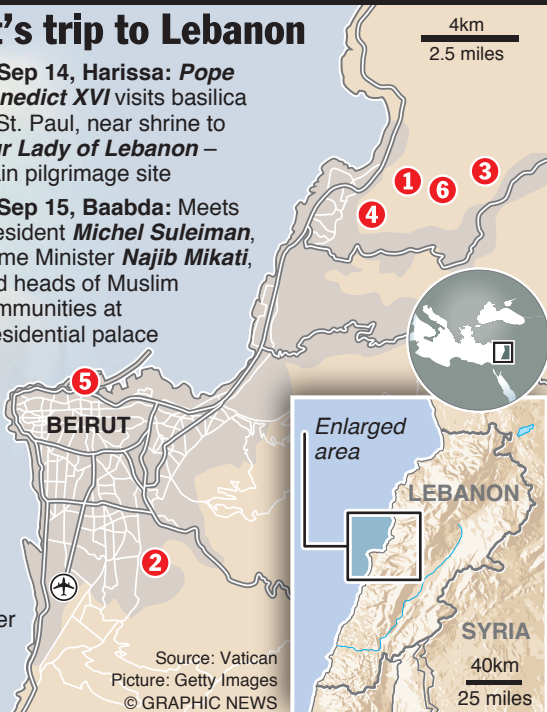 t's trip to Lebanon
Sep 14, Harissa: Pope
nedict XVI visits basilica
St. Paul, near shrine to
ur Lady of Lebanon –
in pilgrimage site
Sep 15, Baabda: Meets
esident Michel Suleiman,
me Minister Najib Mikati,
d heads of Muslim
mmunities at
esidential palace
4km
2.5 miles
1
6
3
4
5
BEIRUT
2
Enlarged
area
LEBANON
SYRIA
40km
25 miles
er
Source: Vatican
Picture: Getty Images
© GRAPHIC NEWS